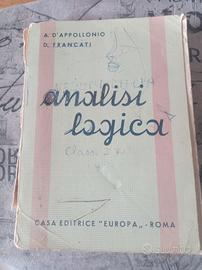 A. D'APPOLLONIO
D. FRANCATI
analisi
logica
CASA EDITRICE "EUROPA" - ROMA